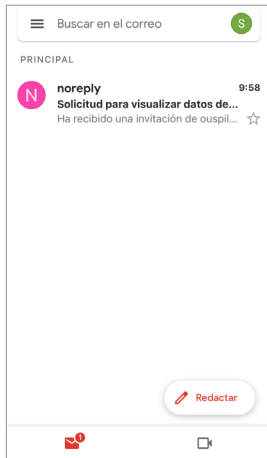 Buscar en el correo
S
PRINCIPAL
N
noreply 9:58
Solicitud para visualizar datos de...
Ha recibido una invitación de ouspil...
Redactar
1